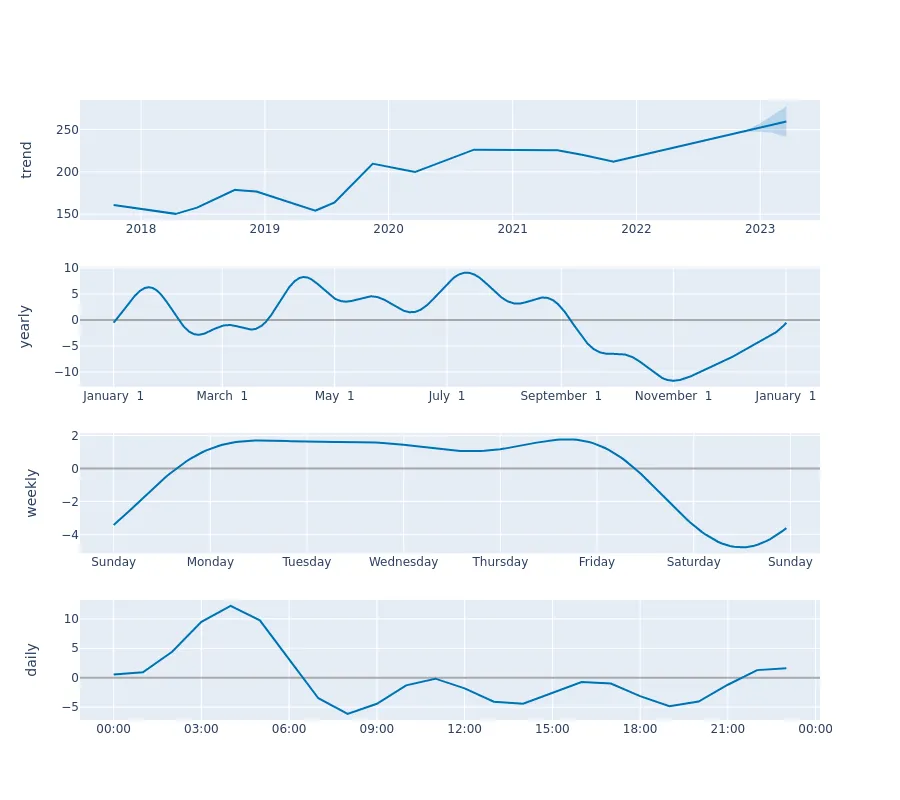 trend
250
200
150
2018 2019 2020 2021 2022 2023
yearly
10
5
0
−5
−10
January 1 March 1 May 1 July 1 September 1 November 1 January 1
weekly
2
0
−2
−4
Sunday Monday Tuesday Wednesday Thursday Friday Saturday Sunday
daily
10
5
0
−5
00:00 03:00 06:00 09:00 12:00 15:00 18:00 21:00 00:00